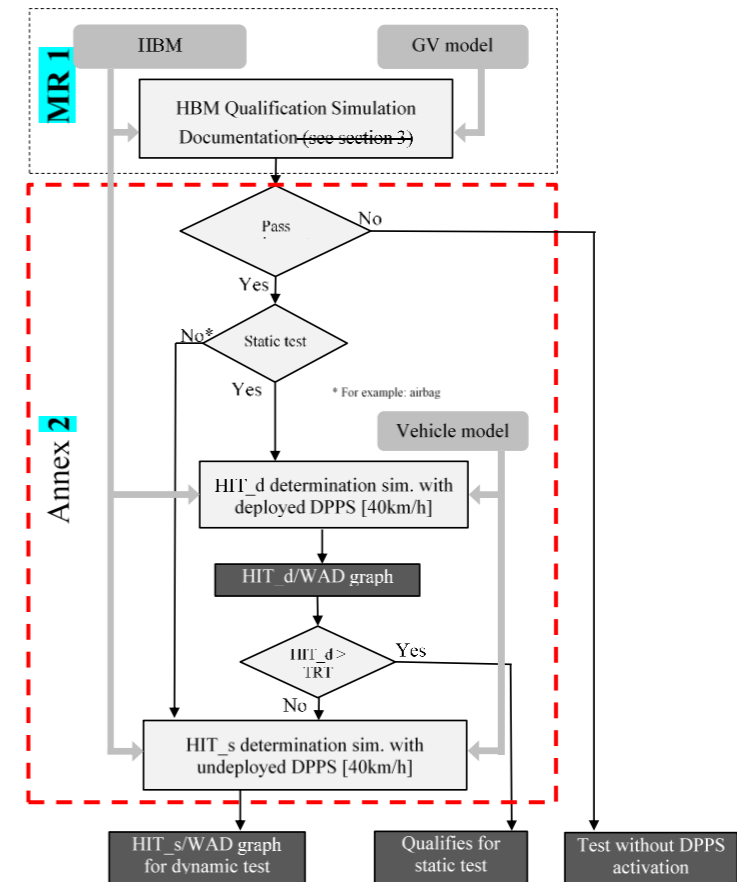 MR 1
HBM
GV model
HBM Qualification Simulation
Documentation (see section 3)
Pass
No
Yes
No*
Static test
Yes
* For example: airbag
Annex 2
Vehicle model
HIT_d determination sim. with
deployed DPPS [40km/h]
HIT_d/WAD graph
HIT_d >
TRT
Yes
No
HIT_s determination sim. with
undeployed DPPS [40km/h]
HIT_s/WAD graph
for dynamic test
Qualifies for
static test
Test without DPPS
activation